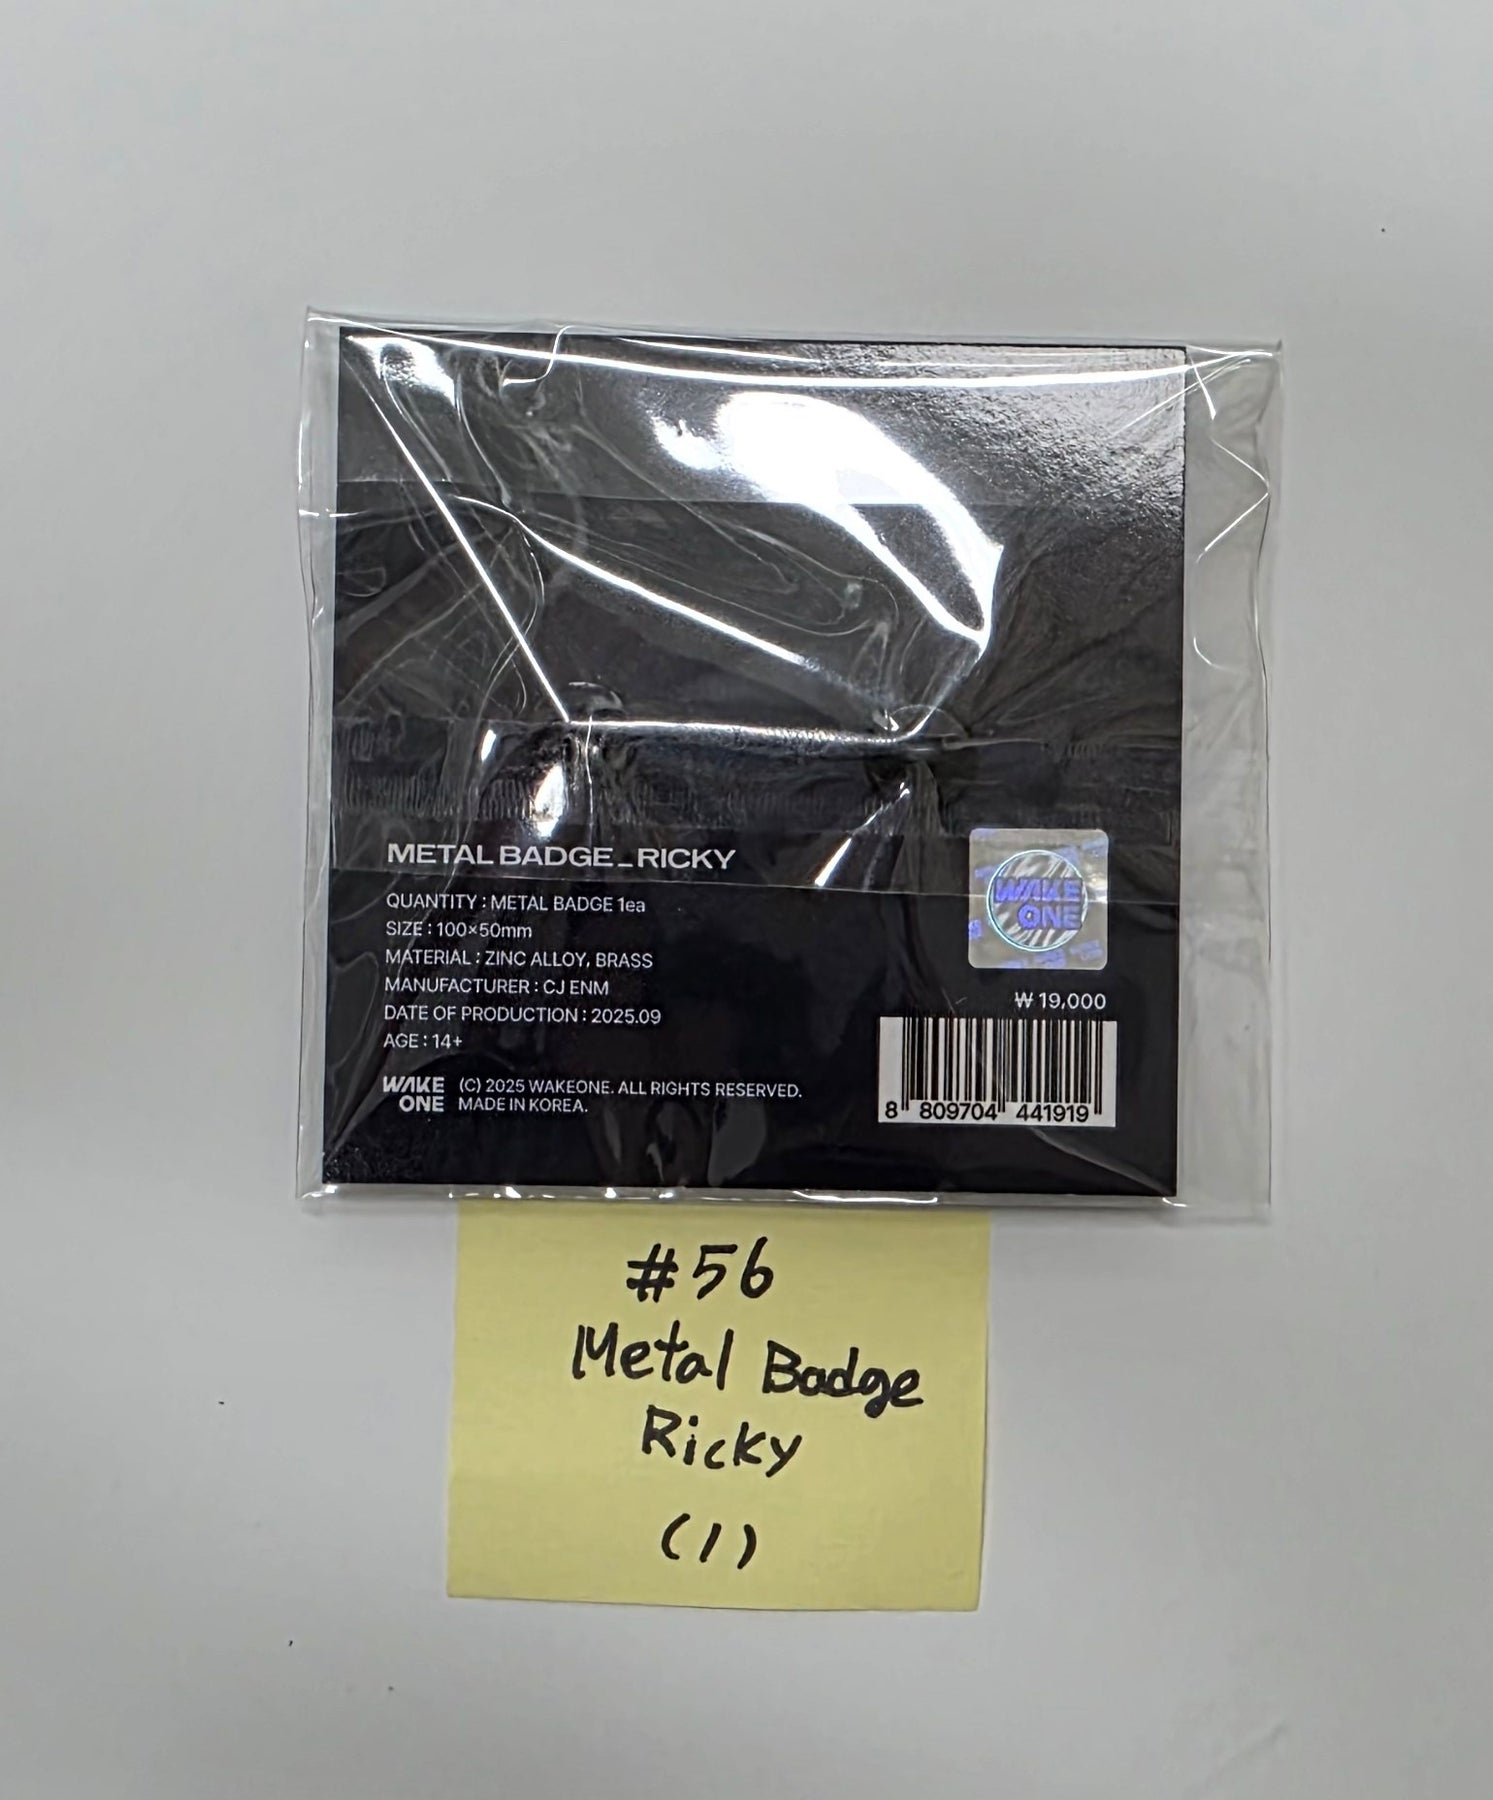 METAL BADGE_RICKY
QUANTITY : METAL BADGE 1ea
SIZE : 100×50mm
MATERIAL : ZINC ALLOY, BRASS
MANUFACTURER : CJ ENM
DATE OF PRODUCTION : 2025.09
AGE : 14+
WAKE
ONE
(C) 2025 WAKEONE. ALL RIGHTS RESERVED.
MADE IN KOREA.
WAKE
ONE
₩ 19,000
8 809704 441919
#56
Metal Badge
Ricky
(1)